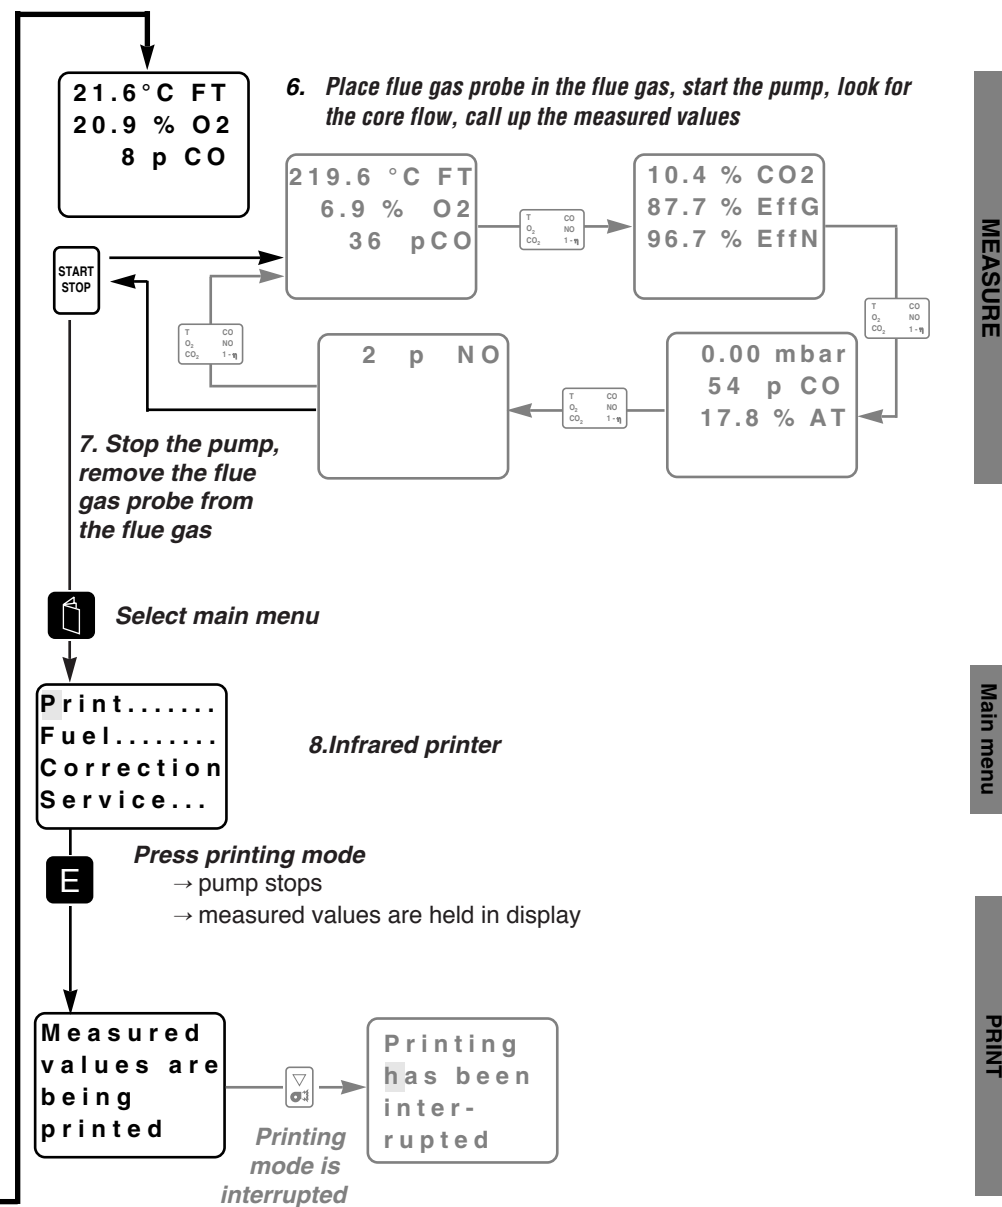 21.6°C FT
20.9 % O2
8 p CO
6. Place flue gas probe in the flue gas, start the pump, look for
the core flow, call up the measured values
219.6 °C FT
6.9 % O2
36 pCO
T CO
O2 NO
CO2 1-η
10.4 % CO2
87.7 % EffG
96.7 % EffN
START
STOP
T CO
O2 NO
CO2 1-η
T CO
O2 NO
CO2 1-η
2 p NO
T CO
O2 NO
CO2 1-η
0.00 mbar
54 p CO
17.8 % AT
7. Stop the pump,
remove the flue
gas probe from
the flue gas
Select main menu
Print.......
Fuel........
Correction
Service...
8.Infrared printer
E
Press printing mode
→ pump stops
→ measured values are held in display
Measured
values are
being
printed
Printing
mode is
interrupted
Printing
has been
inter-
rupted
MEASURE
Main menu
PRINT